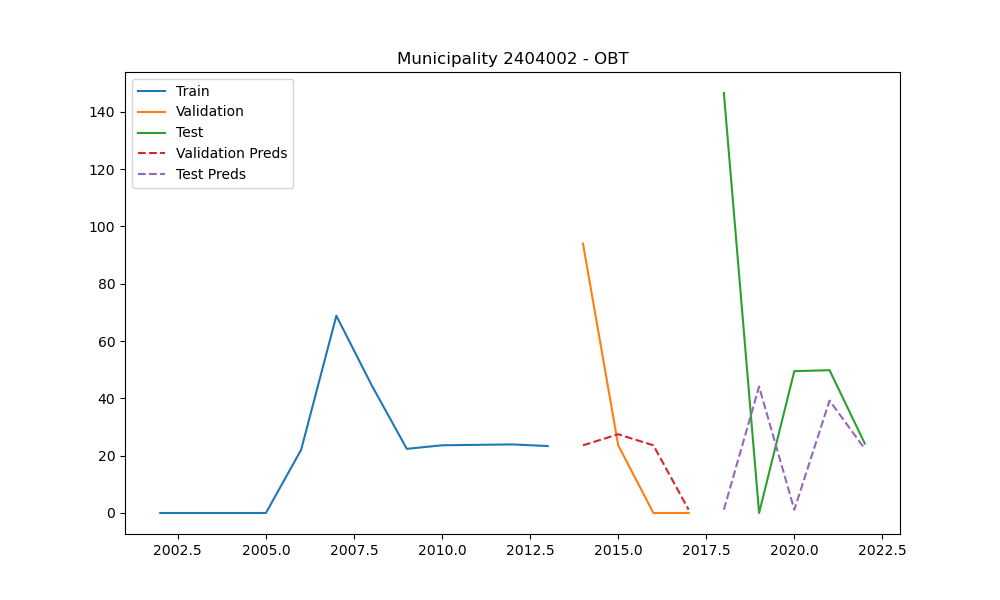 Municipality 2404002 - OBT
Train
Validation
Test
Validation Preds
Test Preds
140
120
100
80
60
40
20
0
2002.5 2005.0 2007.5 2010.0 2012.5 2015.0 2017.5 2020.0 2022.5